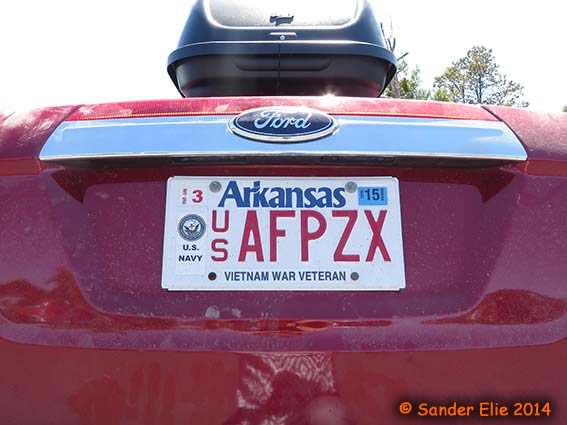 Ford
3 Arkansas 15
US AFPZX
U.S.
NAVY
VIETNAM WAR VETERAN
© Sander Elie 2014